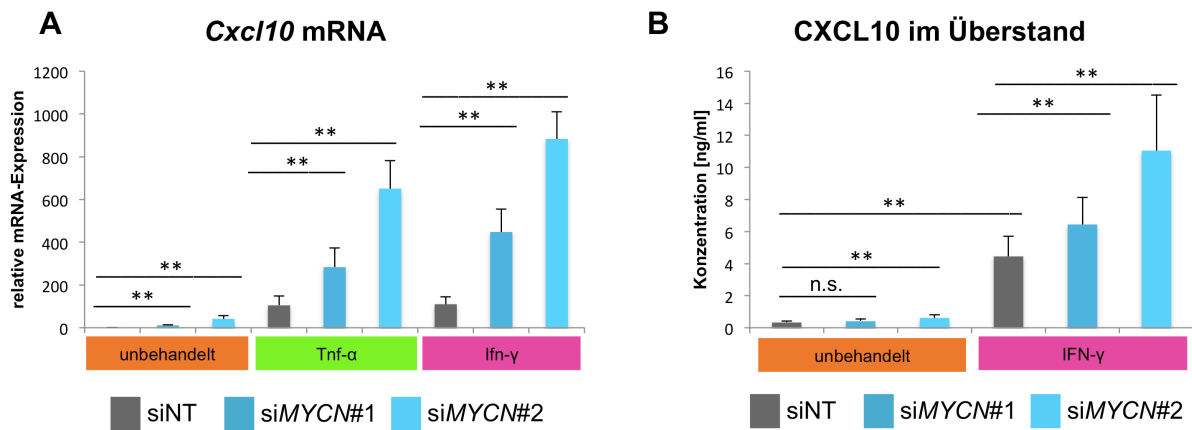 A
Cxcl10 mRNA
relative mRNA-Expression
1200
1000
800
600
400
200
0
**
**
**
**
**
**
unbehandelt
Tnf-α
Ifn-γ
siNT
siMYCN#1
siMYCN#2
B
CXCL10 im Überstand
Konzentration [ng/ml]
16
14
12
10
8
6
4
2
0
**
**
**
**
n.s.
unbehandelt
IFN-γ
siNT
siMYCN#1
siMYCN#2